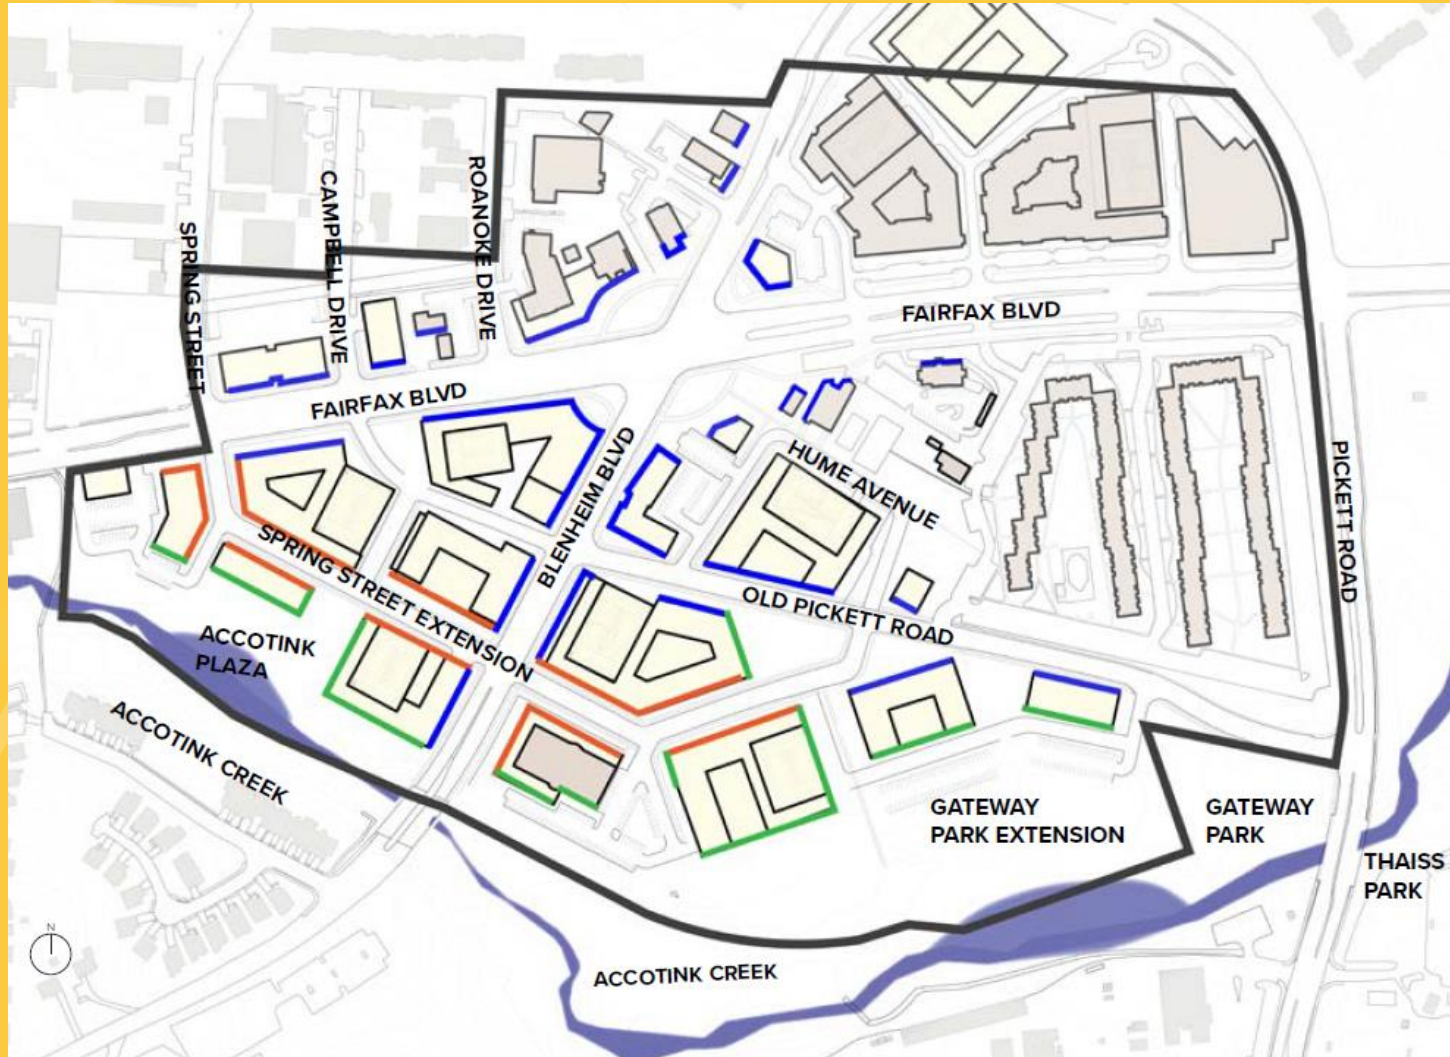 ROANOKE DRIVE
CAMPBELL DRIVE
SPRING STREET
FAIRFAX BLVD
FAIRFAX BLVD
BLENHEIM BLVD
HUME AVENUE
PICKETT ROAD
SPRING STREET EXTENSION
OLD PICKETT ROAD
ACCOTINK
PLAZA
ACCOTINK CREEK
GATEWAY
PARK EXTENSION
GATEWAY
PARK
THAISS
PARK
N
ACCOTINK CREEK